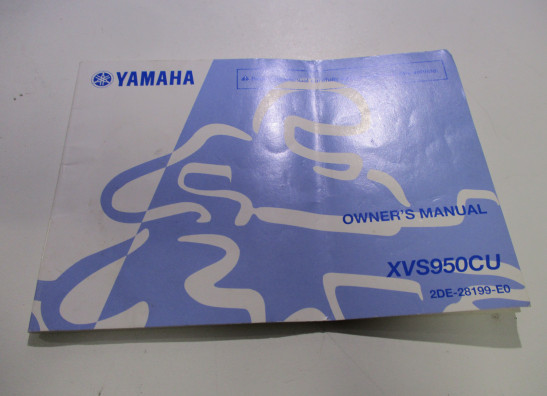 YAMAHA
OWNER'S MANUAL
XVS950CU
2DE-28199-E0